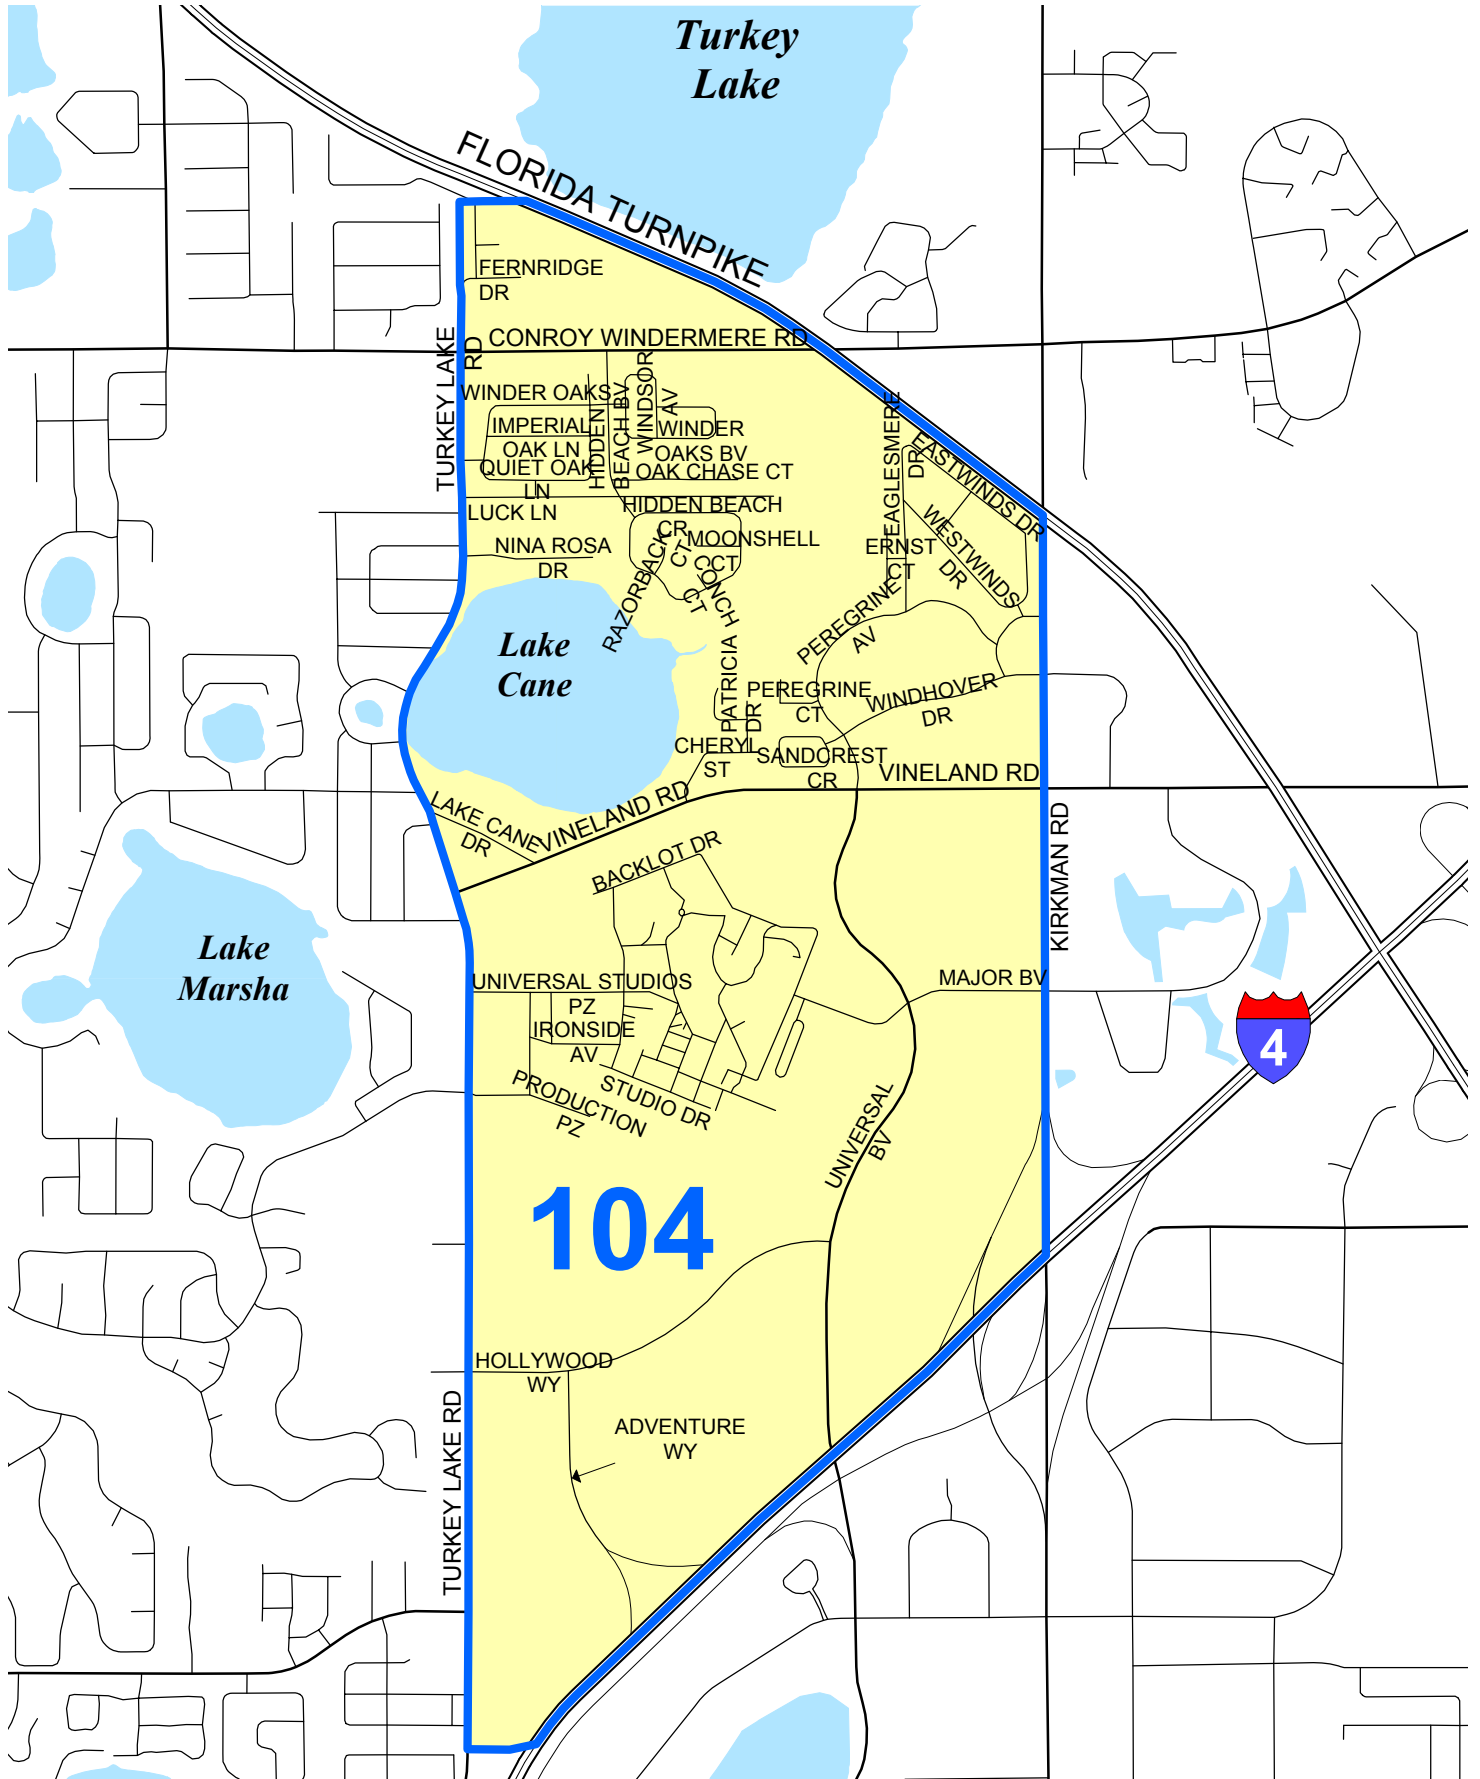 Turkey
Lake
FLORIDA TURNPIKE
FERNRIDGE
DR
TURKEY LAKE
RD
CONROY WINDERMERE RD
WINDER OAKS
HIDDEN
BEACH BV
WINDSOR
AV
IMPERIAL
OAK LN
WINDER
OAKS BV
QUIET OAK
LN
OAK CHASE CT
EAGLESMERE
DR
EASTWINDS DR
LUCK LN
HIDDEN BEACH
CR
WESTWINDS
DR
NINA ROSA
DR
RAZORBACK
CT
MOONSHELL
CT
CONCH
CT
ERNST
CT
PEREGRINE
AV
Lake
Cane
PATRICIA
DR
PEREGRINE
CT
WINDHOVER
DR
CHERYL
ST
SANDCREST
CR
VINELAND RD
LAKE CANE
DR
VINELAND RD
KIRKMAN RD
BACKLOT DR
Lake
Marsha
UNIVERSAL STUDIOS
PZ
MAJOR BV
IRONSIDE
AV
4
PRODUCTION
PZ
STUDIO DR
UNIVERSAL
BV
104
HOLLYWOOD
WY
TURKEY LAKE RD
ADVENTURE
WY